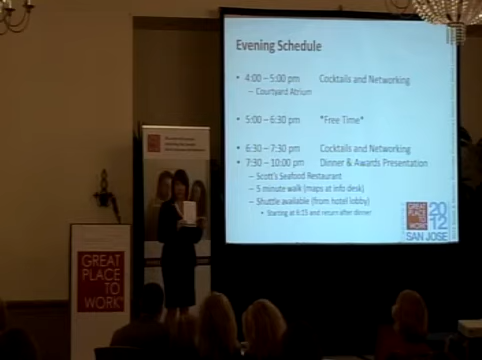 Evening Schedule
• 4:00 – 5:00 pm Cocktails and Networking
– Courtyard Atrium
• 5:00 – 6:30 pm *Free Time*
• 6:30 – 7:30 pm Cocktails and Networking
• 7:30 – 10:00 pm Dinner & Awards Presentation
– Scott's Seafood Restaurant
– 5 minute walk (maps at info desk)
– Shuttle available (from hotel lobby)
• Starting at 6:15 and return after dinner
GREAT
PLACE
TO
WORK
2012
SAN JOSE
GREAT
PLACE
TO
WORK